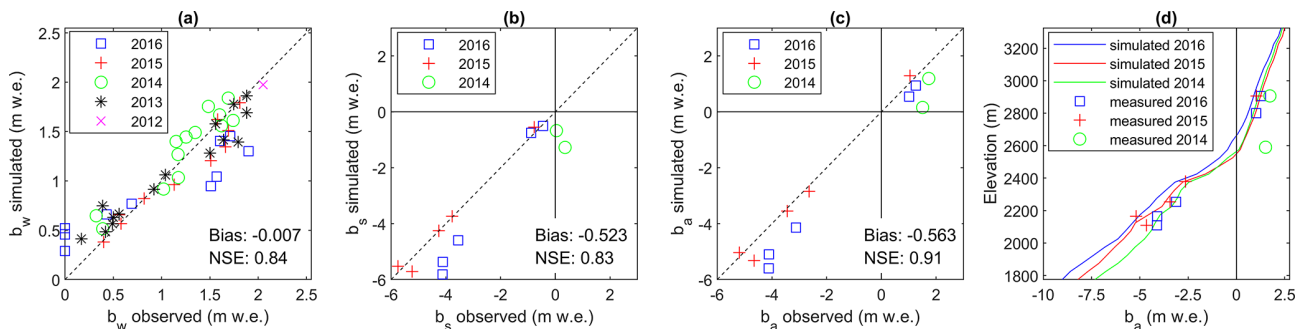 (a)
2.5
2
1.5
1
0.5
0
0
0.5
1
1.5
2
2.5
b_w simulated (m w.e.)
b_w observed (m w.e.)
2016
2015
2014
2013
2012
Bias: -0.007
NSE: 0.84
(b)
2
0
-2
-4
-6
-6
-4
-2
0
2
b_s simulated (m w.e.)
b_s observed (m w.e.)
2016
2015
2014
Bias: -0.523
NSE: 0.83
(c)
2
0
-2
-4
-6
-6
-4
-2
0
2
b_a simulated (m w.e.)
b_a observed (m w.e.)
2016
2015
2014
Bias: -0.563
NSE: 0.91
(d)
3200
3000
2800
2600
2400
2200
2000
1800
-10
-7.5
-5
-2.5
0
2.5
Elevation (m)
b_a (m w.e.)
simulated 2016
simulated 2015
simulated 2014
measured 2016
measured 2015
measured 2014